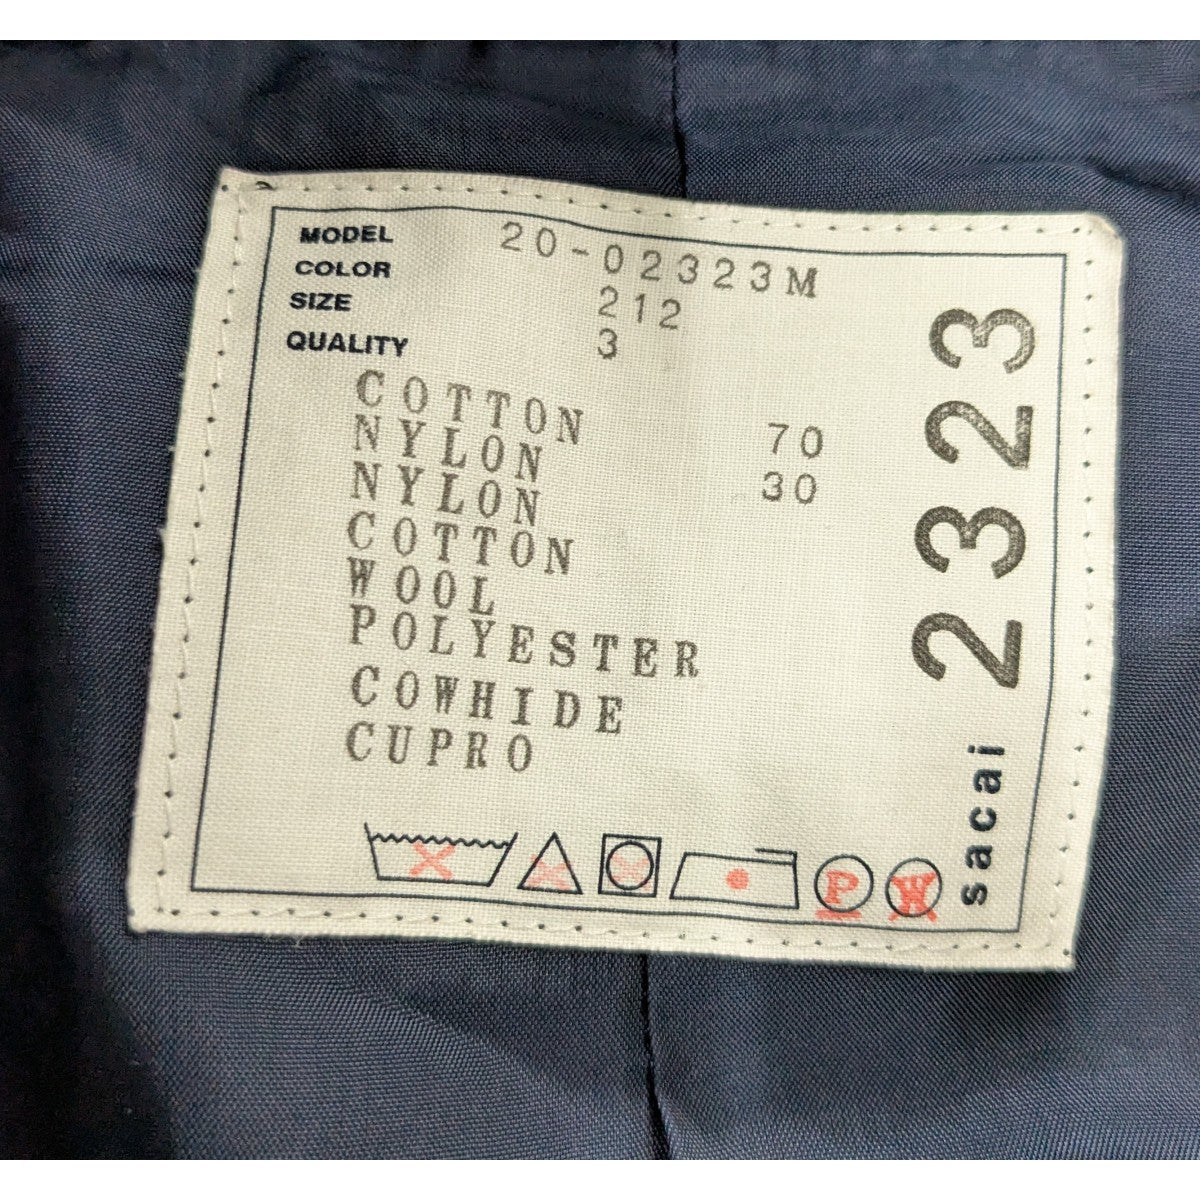 MODEL 20-02323M
COLOR 212
SIZE 3
QUALITY
COTTON 70
NYLON 30
NYLON
COTTON
WOOL
POLYESTER
COWHIDE
CUPRO
P W
2323
sacai